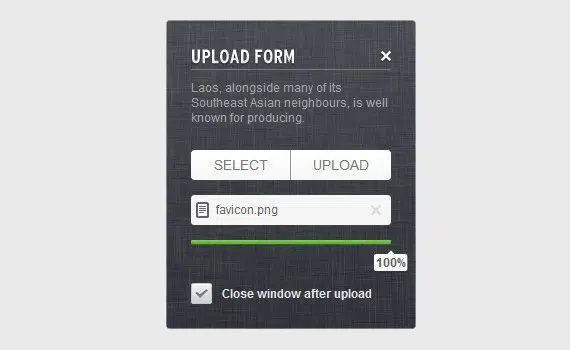 UPLOAD FORM
Laos, alongside many of its
Southeast Asian neighbours, is well
known for producing.
SELECT UPLOAD
favicon.png
100%
Close window after upload